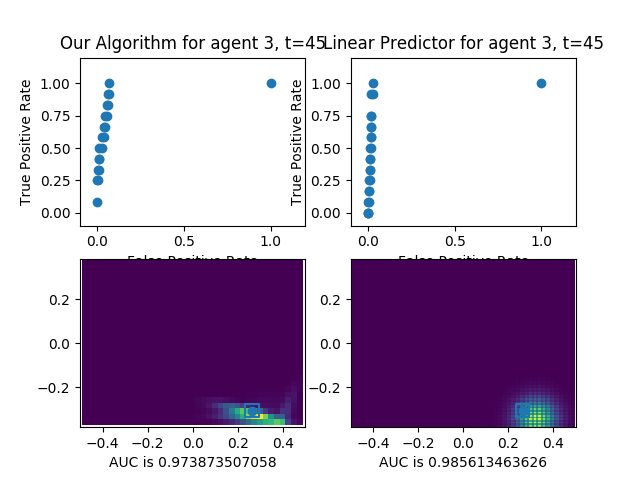 Our Algorithm for agent 3, t=45
Linear Predictor for agent 3, t=45
True Positive Rate
1.00
0.75
0.50
0.25
0.00
0.0 0.5 1.0
False Positive Rate
True Positive Rate
1.00
0.75
0.50
0.25
0.00
0.0 0.5 1.0
False Positive Rate
0.2
0.0
−0.2
−0.4 −0.2 0.0 0.2 0.4
AUC is 0.973873507058
0.2
0.0
−0.2
−0.4 −0.2 0.0 0.2 0.4
AUC is 0.985613463626